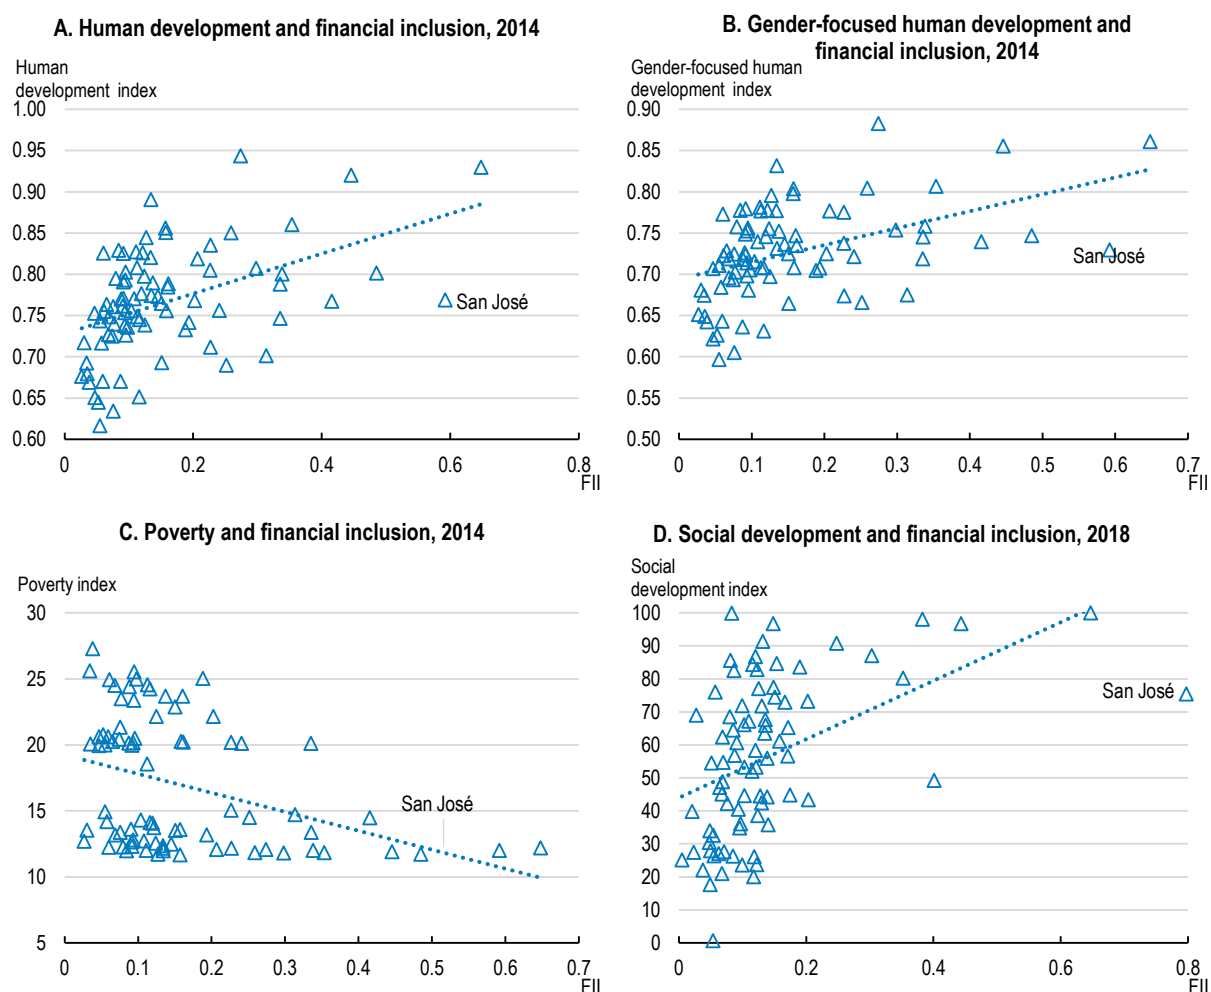 A. Human development and financial inclusion, 2014
Human
development index
1.00
0.95
0.90
0.85
0.80
0.75
0.70
0.65
0.60
San José
0 0.2 0.4 0.6 0.8
FII
B. Gender-focused human development and
financial inclusion, 2014
Gender-focused human
development index
0.90
0.85
0.80
0.75
0.70
0.65
0.60
0.55
0.50
San José
0 0.1 0.2 0.3 0.4 0.5 0.6 0.7
FII
C. Poverty and financial inclusion, 2014
Poverty index
30
25
20
15
10
5
San José
0 0.1 0.2 0.3 0.4 0.5 0.6 0.7
FII
D. Social development and financial inclusion, 2018
Social
development index
100
90
80
70
60
50
40
30
20
10
0
San José
0 0.2 0.4 0.6 0.8
FII